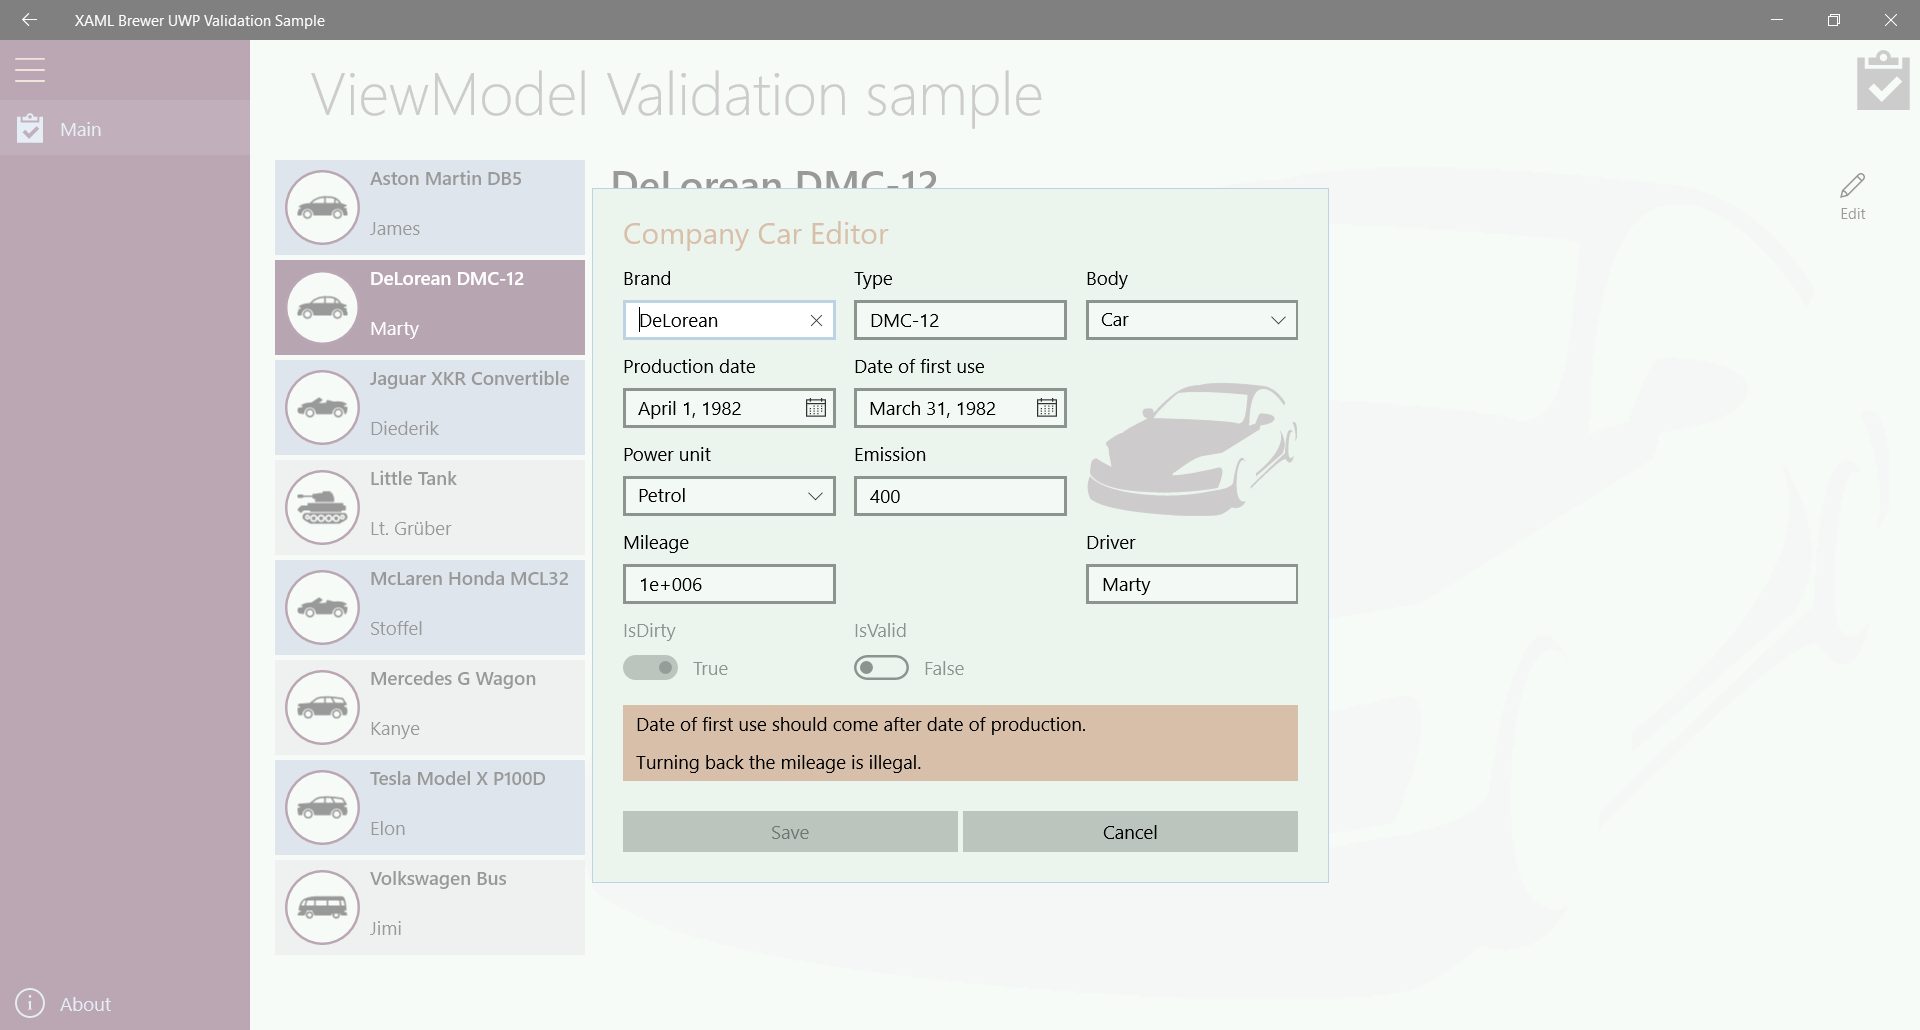 XAML Brewer UWP Validation Sample
Main
About
ViewModel Validation sample
Aston Martin DB5
James
DeLorean DMC-12
Marty
Jaguar XKR Convertible
Diederik
Little Tank
Lt. Grüber
McLaren Honda MCL32
Stoffel
Mercedes G Wagon
Kanye
Tesla Model X P100D
Elon
Volkswagen Bus
Jimi
DeLorean DMC-12
Edit
Company Car Editor
Brand Type Body
DeLorean DMC-12 Car
Production date Date of first use
April 1, 1982 March 31, 1982
Power unit Emission
Petrol 400
Mileage Driver
1e+006 Marty
IsDirty IsValid
True False
Date of first use should come after date of production.
Turning back the mileage is illegal.
Save Cancel